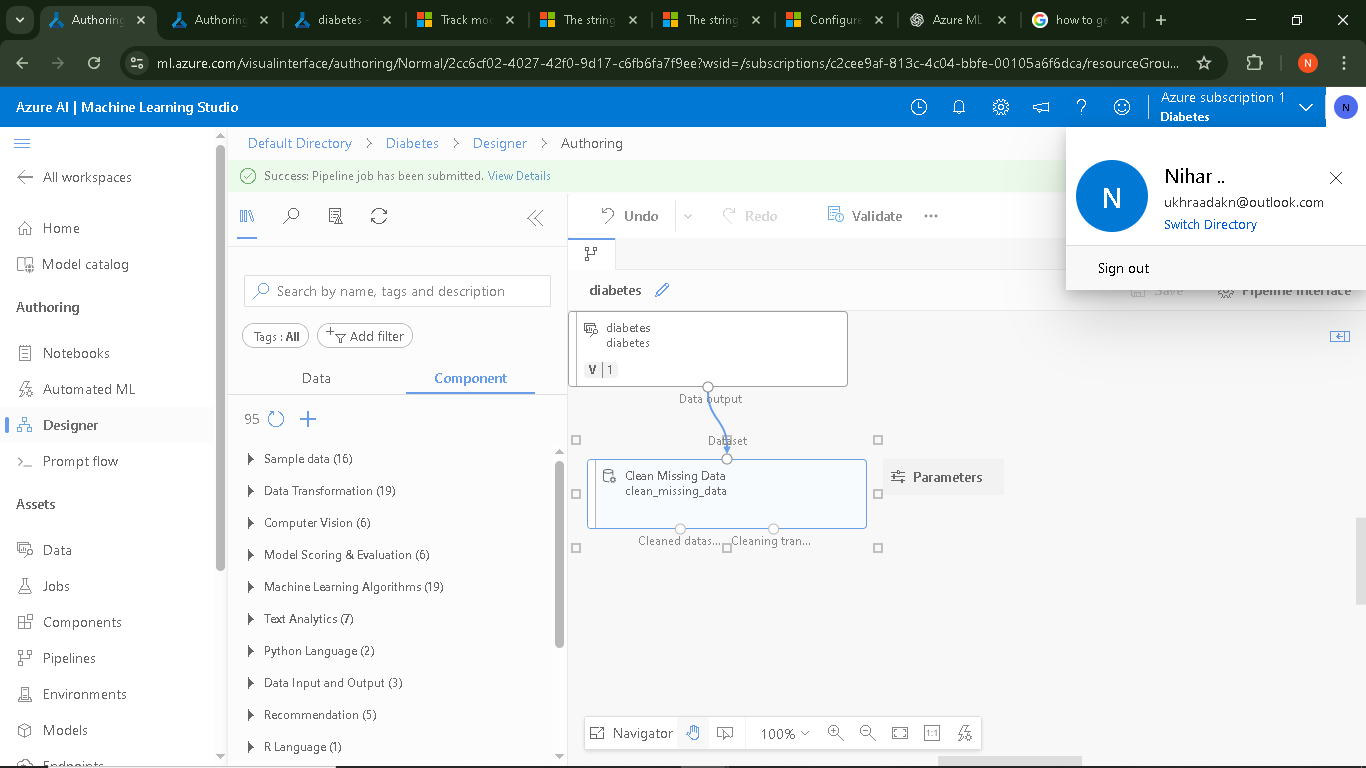 Authoring
Authoring
diabetes -
Track mod
The string
The string
Configure
Azure ML
how to ge
ml.azure.com/visualinterface/authoring/Normal/2cc6cf02-4027-42f0-9d17-c6fb6fa7f9ee?wsid=/subscriptions/c2cee9af-813c-4c04-bbfe-00105a6f6dca/resourceGrou...
N
Azure AI | Machine Learning Studio
Azure subscription 1
Diabetes
N
All workspaces
Home
Model catalog
Authoring
Notebooks
Automated ML
Designer
Prompt flow
Assets
Data
Jobs
Components
Pipelines
Environments
Models
Endpoints
Default Directory > Diabetes > Designer > Authoring
Success: Pipeline job has been submitted. View Details
Search by name, tags and description
Tags : All
Add filter
Data
Component
95
Sample data (16)
Data Transformation (19)
Computer Vision (6)
Model Scoring & Evaluation (6)
Machine Learning Algorithms (19)
Text Analytics (7)
Python Language (2)
Data Input and Output (3)
Recommendation (5)
R Language (1)
Undo
Redo
Validate
diabetes
Save
Pipeline interface
diabetes
diabetes
V | 1
Data output
Dataset
Clean Missing Data
clean_missing_data
Cleaned datas...
Cleaning tran...
Parameters
Navigator
100%
1:1
N
Nihar ..
ukhraadakn@outlook.com
Switch Directory
Sign out